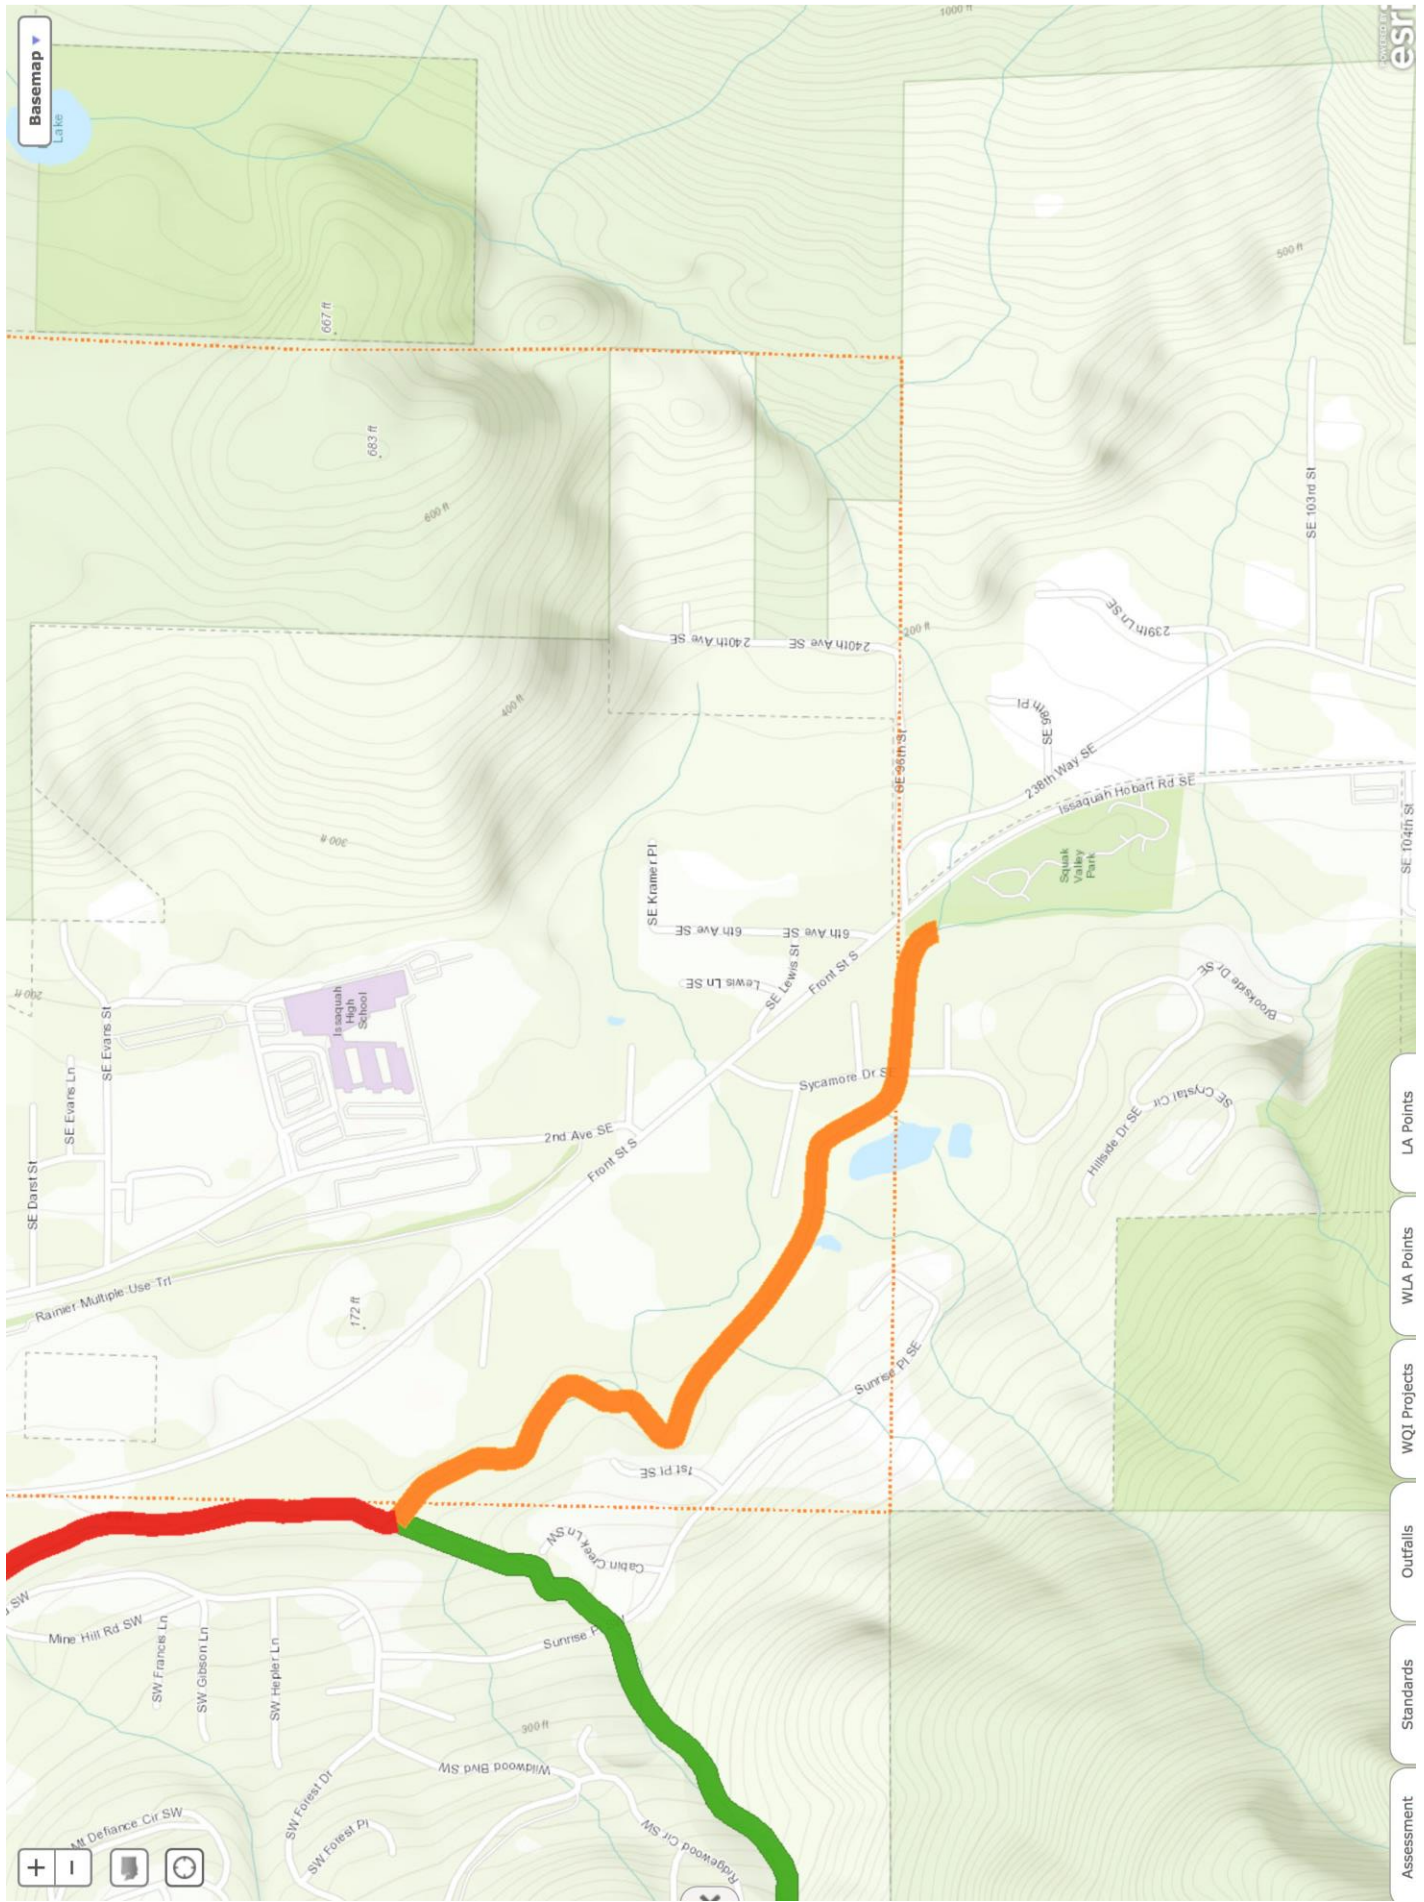 Basemap ▾
POWERED BY
esri
Lake
1000 ft
667 ft
683 ft
600 ft
500 ft
400 ft
300 ft
200 ft
200 ft
240th Ave SE
240th Ave SE
SE 103rd St
239th Ln SE
SE 98th Pl
238th Way SE
SE 96th St
Issaquah Hobart Rd SE
SE 104th St
Squak
Valley
Park
SE Kramer Pl
6th Ave SE
6th Ave SE
SE Lewis St
Lewis Ln SE
Front St S
SE Evans St
SE Evans Ln
SE Darst St
Issaquah
High
School
2nd Ave SE
Front St S
Sycamore Dr SE
Brookside Dr SE
SE Crystal Cir
Hillside Dr SE
Rainier Multiple Use Trl
172 ft
Sunrise Pl SE
1st Pl SE
Cabin Creek Ln SW
Sunrise P
SW
Mine Hill Rd SW
SW Francis Ln
SW Gibson Ln
SW Hepler Ln
300 ft
Wildwood Blvd SW
SW Forest Dr
SW Forest Pl
Mt Defiance Cir SW
Ridgewood Cir SW
+
−
Assessment
Standards
Outfalls
WQI Projects
WLA Points
LA Points